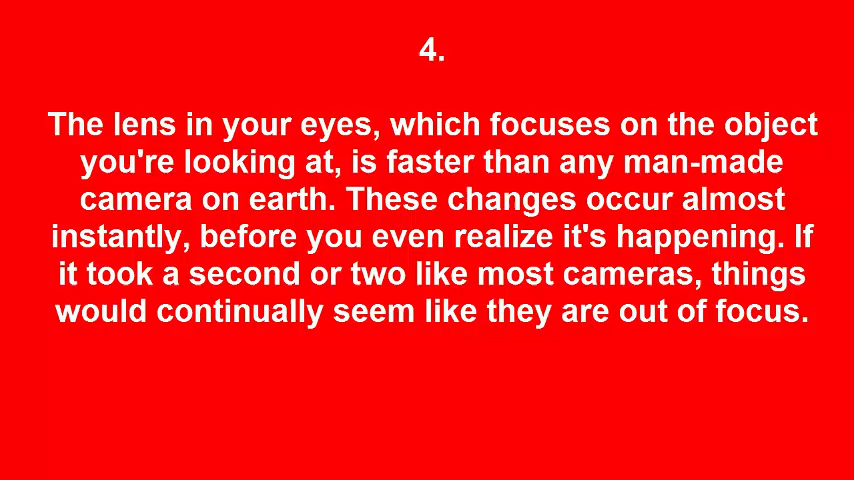 4.
The lens in your eyes, which focuses on the object
you're looking at, is faster than any man-made
camera on earth. These changes occur almost
instantly, before you even realize it's happening. If
it took a second or two like most cameras, things
would continually seem like they are out of focus.